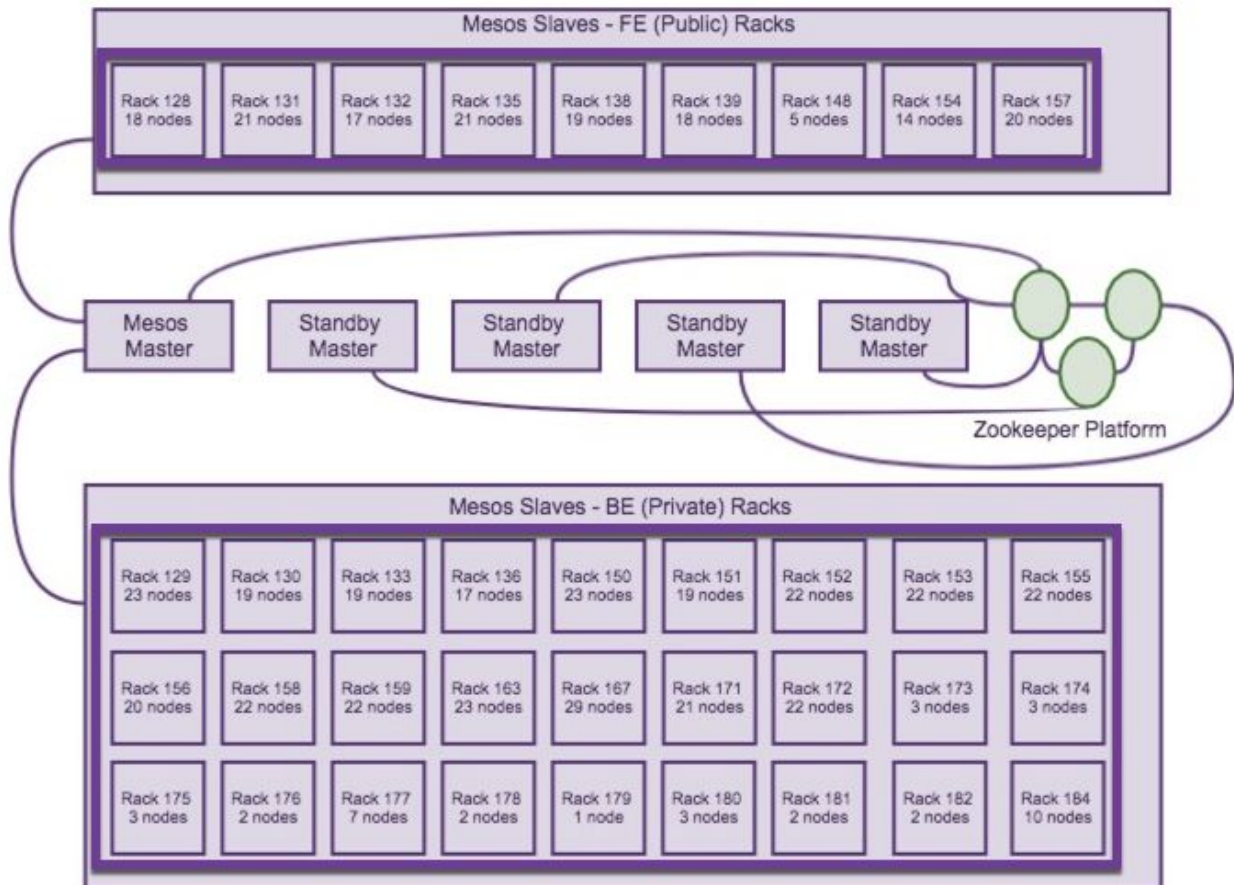 Mesos Slaves - FE (Public) Racks
Rack 128
18 nodes
Rack 131
21 nodes
Rack 132
17 nodes
Rack 135
21 nodes
Rack 138
19 nodes
Rack 139
18 nodes
Rack 148
5 nodes
Rack 154
14 nodes
Rack 157
20 nodes
Mesos
Master
Standby
Master
Standby
Master
Standby
Master
Standby
Master
Zookeeper Platform
Mesos Slaves - BE (Private) Racks
Rack 129
23 nodes
Rack 130
19 nodes
Rack 133
19 nodes
Rack 136
17 nodes
Rack 150
23 nodes
Rack 151
19 nodes
Rack 152
22 nodes
Rack 153
22 nodes
Rack 155
22 nodes
Rack 156
20 nodes
Rack 158
22 nodes
Rack 159
22 nodes
Rack 163
23 nodes
Rack 167
29 nodes
Rack 171
21 nodes
Rack 172
22 nodes
Rack 173
3 nodes
Rack 174
3 nodes
Rack 175
3 nodes
Rack 176
2 nodes
Rack 177
7 nodes
Rack 178
2 nodes
Rack 179
1 node
Rack 180
3 nodes
Rack 181
2 nodes
Rack 182
2 nodes
Rack 184
10 nodes